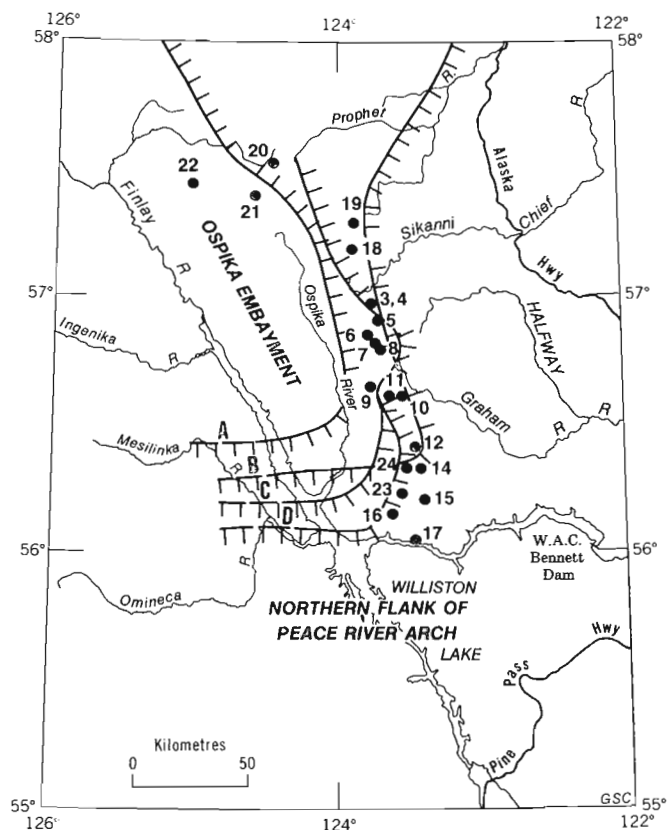 126° 124° 122°
58° 58°
Prophet R.
Alaska Hwy
R
20
22
21
19
18
Sikanni Chief
Finlay R
OSPIKA EMBAYMENT
Ospika River
57° 57°
3,4
5
6
7
8
HALFWAY R
Ingenika R
11
9
10
Graham R
A
Mesilinka R
12
B
24
14
C
23
15
D
16
17
56° 56°
W.A.C.
Bennett
Dam
Omineca R
WILLISTON
NORTHERN FLANK OF
PEACE RIVER ARCH
LAKE
Pine Pass Hwy
Kilometres
0 50
GSC
55° 55°
126° 124° 122°